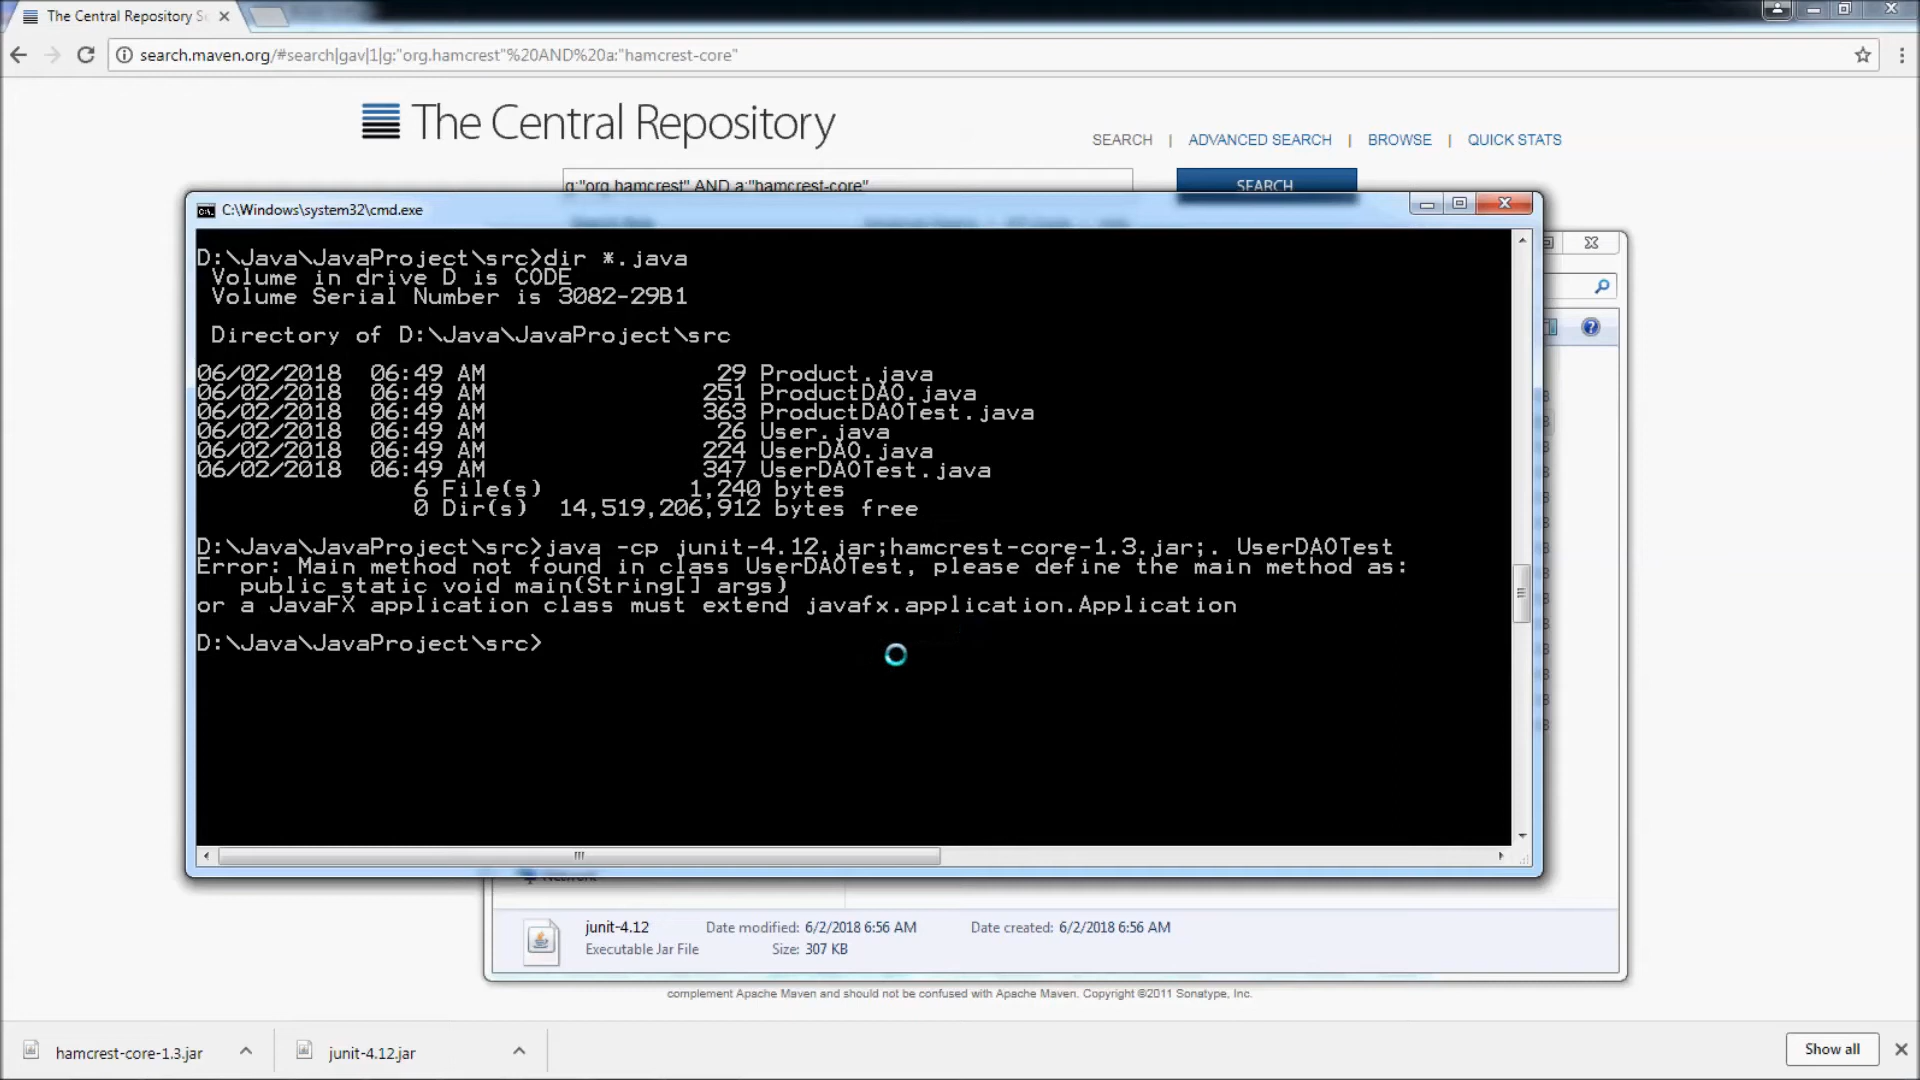 The Central Repository S
search.maven.org/#search|gav|1|g:"org.hamcrest"%20AND%20a:"hamcrest-core"
The Central Repository
SEARCH | ADVANCED SEARCH | BROWSE | QUICK STATS
g:"org.hamcrest" AND a:"hamcrest-core"
SEARCH
C:\Windows\system32\cmd.exe
D:\Java\JavaProject\src>dir *.java
Volume in drive D is CODE
Volume Serial Number is 3082-29B1
Directory of D:\Java\JavaProject\src
06/02/2018 06:49 AM 29 Product.java
06/02/2018 06:49 AM 251 ProductDAO.java
06/02/2018 06:49 AM 363 ProductDAOTest.java
06/02/2018 06:49 AM 26 User.java
06/02/2018 06:49 AM 224 UserDAO.java
06/02/2018 06:49 AM 347 UserDAOTest.java
6 File(s) 1,240 bytes
0 Dir(s) 14,519,206,912 bytes free
D:\Java\JavaProject\src>java -cp junit-4.12.jar;hamcrest-core-1.3.jar;. UserDAOTest
Error: Main method not found in class UserDAOTest, please define the main method as:
public static void main(String[] args)
or a JavaFX application class must extend javafx.application.Application
D:\Java\JavaProject\src>
junit-4.12 Date modified: 6/2/2018 6:56 AM Date created: 6/2/2018 6:56 AM
Executable Jar File Size: 307 KB
complement Apache Maven and should not be confused with Apache Maven. Copyright ©2011 Sonatype, Inc.
hamcrest-core-1.3.jar junit-4.12.jar Show all